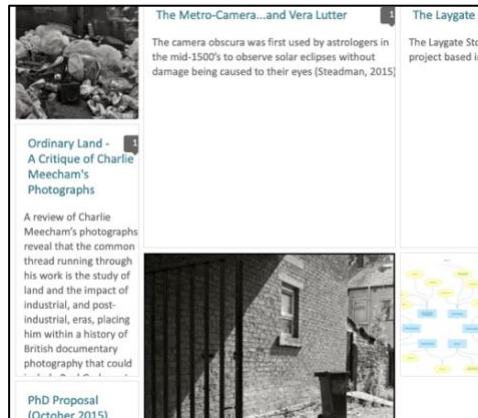 The Metro-Camera...and Vera Lutter
1
The camera obscura was first used by astrologers in
the mid-1500's to observe solar eclipses without
damage being caused to their eyes (Steadman, 2015)
The Laygate
The Laygate Sto
project based i
Ordinary Land -
1
A Critique of Charlie
Meecham's
Photographs
A review of Charlie
Meecham's photographs
reveal that the common
thread running through
his work is the study of
land and the impact of
industrial, and post-
industrial, eras, placing
him within a history of
British documentary
photography that could
PhD Proposal
(October 2015)